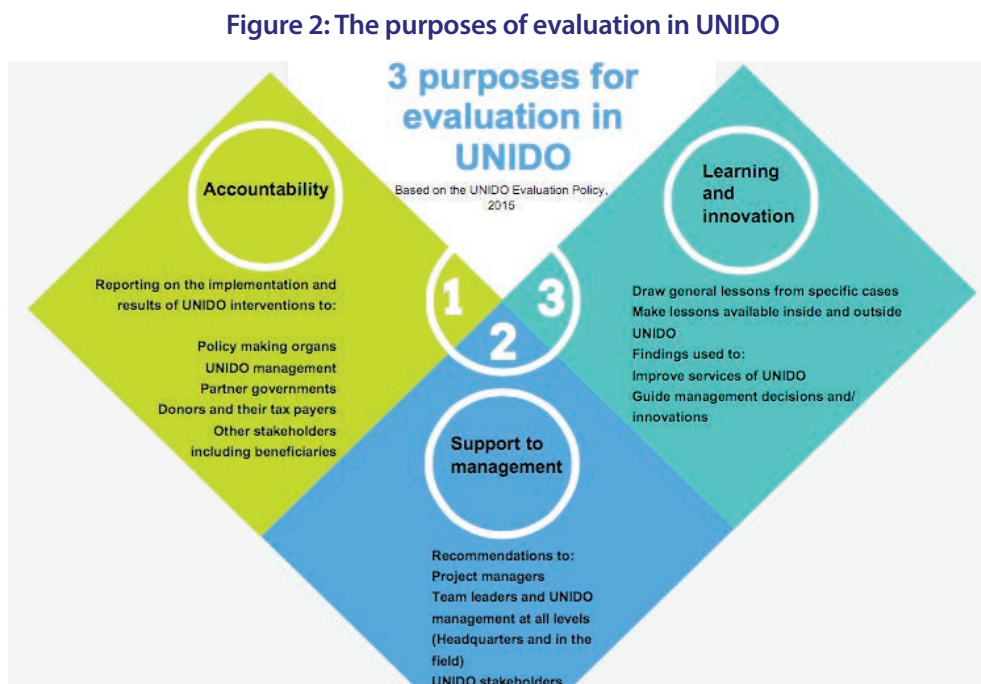 Figure 2: The purposes of evaluation in UNIDO
3 purposes for
evaluation in
UNIDO
Based on the UNIDO Evaluation Policy,
2015
Accountability
Reporting on the implementation and
results of UNIDO interventions to:
Policy making organs
UNIDO management
Partner governments
Donors and their tax payers
Other stakeholders
including beneficiaries
1
2
3
Support to
management
Recommendations to:
Project managers
Team leaders and UNIDO
management at all levels
(Headquarters and in the
field)
UNIDO stakeholders
Learning
and
innovation
Draw general lessons from specific cases
Make lessons available inside and outside
UNIDO
Findings used to:
Improve services of UNIDO
Guide management decisions and/
innovations